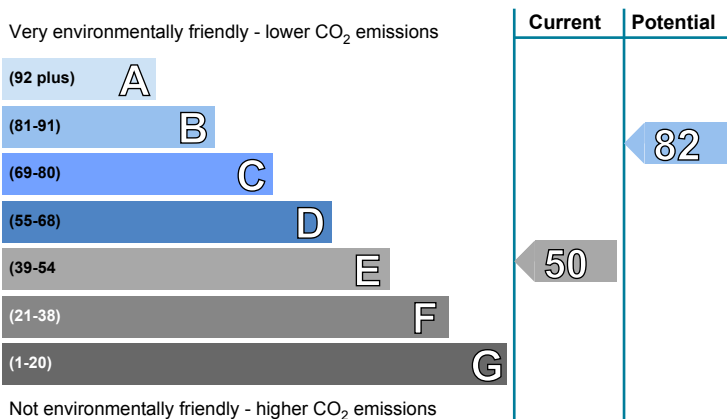 Very environmentally friendly - lower CO2 emissions
Current
Potential
(92 plus) A
(81-91) B
(69-80) C
(55-68) D
(39-54 E
(21-38) F
(1-20) G
82
50
Not environmentally friendly - higher CO2 emissions